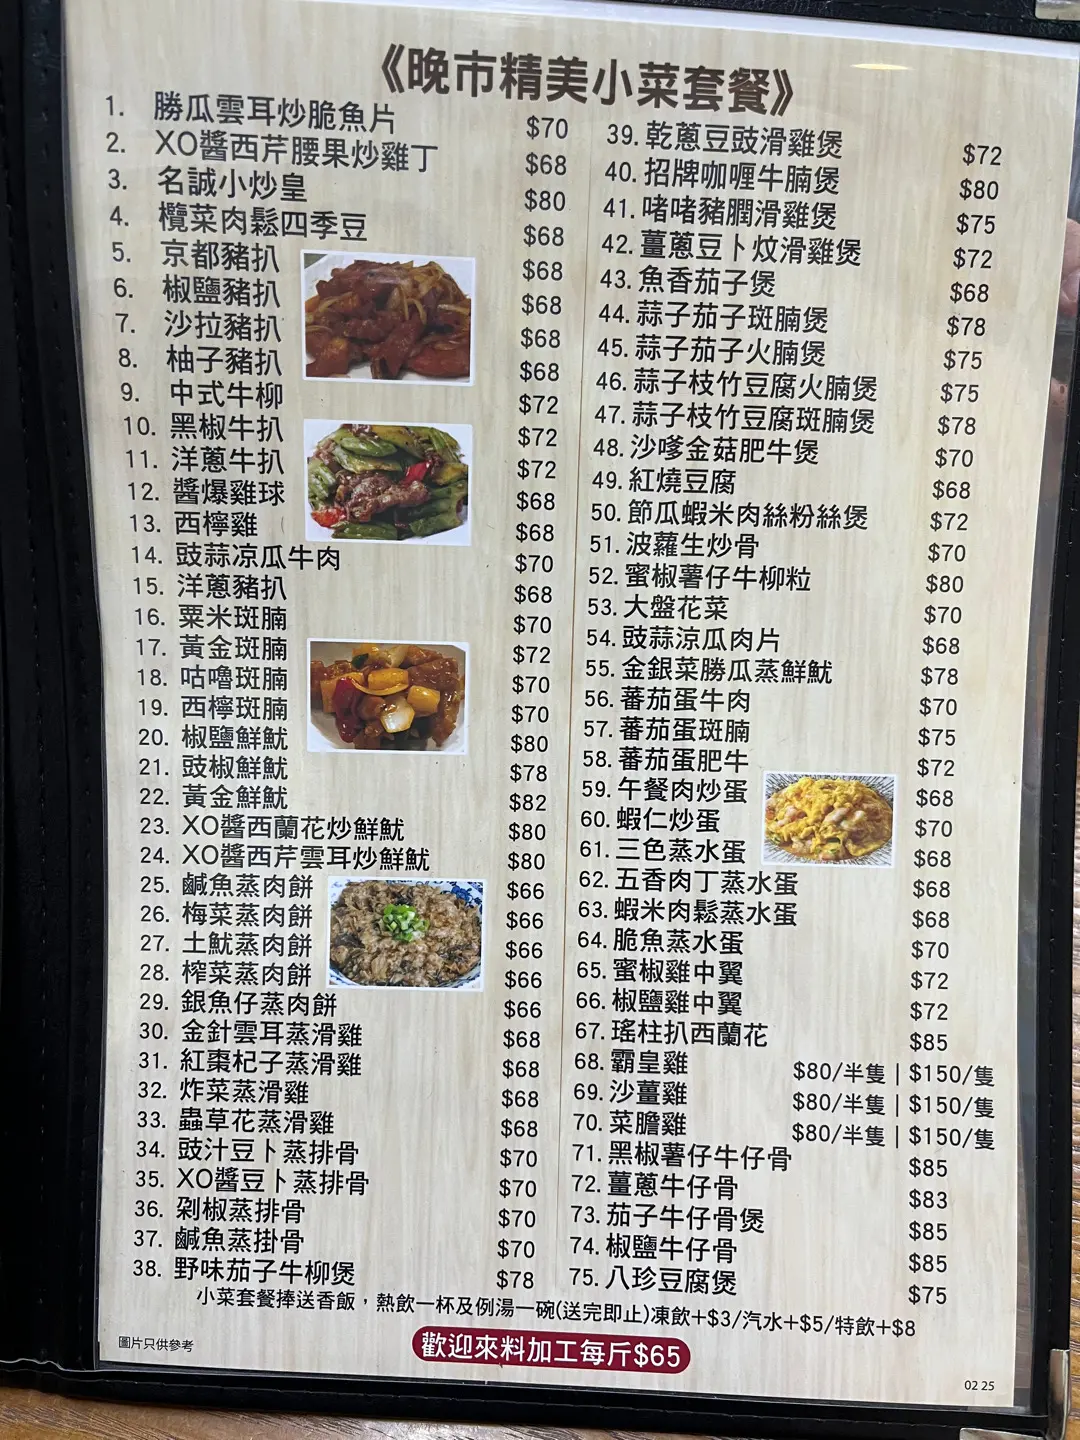 《晚市精美小菜套餐》
1. 勝瓜雲耳炒脆魚片 $70
2. XO醬西芹腰果炒雞丁 $68
3. 名誠小炒皇 $80
4. 欖菜肉鬆四季豆 $68
5. 京都豬扒 $68
6. 椒鹽豬扒 $68
7. 沙拉豬扒 $68
8. 柚子豬扒 $68
9. 中式牛柳 $72
10. 黑椒牛扒 $72
11. 洋蔥牛扒 $72
12. 醬爆雞球 $68
13. 西檸雞 $68
14. 豉蒜凉瓜牛肉 $70
15. 洋蔥豬扒 $68
16. 粟米斑腩 $70
17. 黃金斑腩 $72
18. 咕嚕斑腩 $70
19. 西檸斑腩 $70
20. 椒鹽鮮魷 $80
21. 豉椒鮮魷 $78
22. 黃金鮮魷 $82
23. XO醬西蘭花炒鮮魷 $80
24. XO醬西芹雲耳炒鮮魷 $80
25. 鹹魚蒸肉餅 $66
26. 梅菜蒸肉餅 $66
27. 土魷蒸肉餅 $66
28. 榨菜蒸肉餅 $66
29. 銀魚仔蒸肉餅 $66
30. 金針雲耳蒸滑雞 $68
31. 紅棗杞子蒸滑雞 $68
32. 炸菜蒸滑雞 $68
33. 蟲草花蒸滑雞 $68
34. 豉汁豆卜蒸排骨 $70
35. XO醬豆卜蒸排骨 $70
36. 剁椒蒸排骨 $70
37. 鹹魚蒸掛骨 $70
38. 野味茄子牛柳煲 $78
39. 乾蔥豆豉滑雞煲 $72
40. 招牌咖喱牛腩煲 $80
41. 啫啫豬膶滑雞煲 $75
42. 薑蔥豆卜炆滑雞煲 $72
43. 魚香茄子煲 $68
44. 蒜子茄子斑腩煲 $78
45. 蒜子茄子火腩煲 $75
46. 蒜子枝竹豆腐火腩煲 $75
47. 蒜子枝竹豆腐斑腩煲 $78
48. 沙嗲金菇肥牛煲 $70
49. 紅燒豆腐 $68
50. 節瓜蝦米肉絲粉絲煲 $72
51. 波蘿生炒骨 $70
52. 蜜椒薯仔牛柳粒 $80
53. 大盤花菜 $70
54. 豉蒜涼瓜肉片 $68
55. 金銀菜勝瓜蒸鮮魷 $78
56. 蕃茄蛋牛肉 $70
57. 蕃茄蛋斑腩 $75
58. 蕃茄蛋肥牛 $72
59. 午餐肉炒蛋 $68
60. 蝦仁炒蛋 $70
61. 三色蒸水蛋 $68
62. 五香肉丁蒸水蛋 $68
63. 蝦米肉鬆蒸水蛋 $68
64. 脆魚蒸水蛋 $70
65. 蜜椒雞中翼 $72
66. 椒鹽雞中翼 $72
67. 瑤柱扒西蘭花 $85
68. 霸皇雞 $80/半隻 | $150/隻
69. 沙薑雞 $80/半隻 | $150/隻
70. 菜膽雞 $80/半隻 | $150/隻
71. 黑椒薯仔牛仔骨 $85
72. 薑蔥牛仔骨 $83
73. 茄子牛仔骨煲 $85
74. 椒鹽牛仔骨 $85
75. 八珍豆腐煲 $75
小菜套餐捧送香飯，熱飲一杯及例湯一碗(送完即止)凍飲+$3/汽水+$5/特飲+$8
歡迎來料加工每斤$65
圖片只供參考
02 25